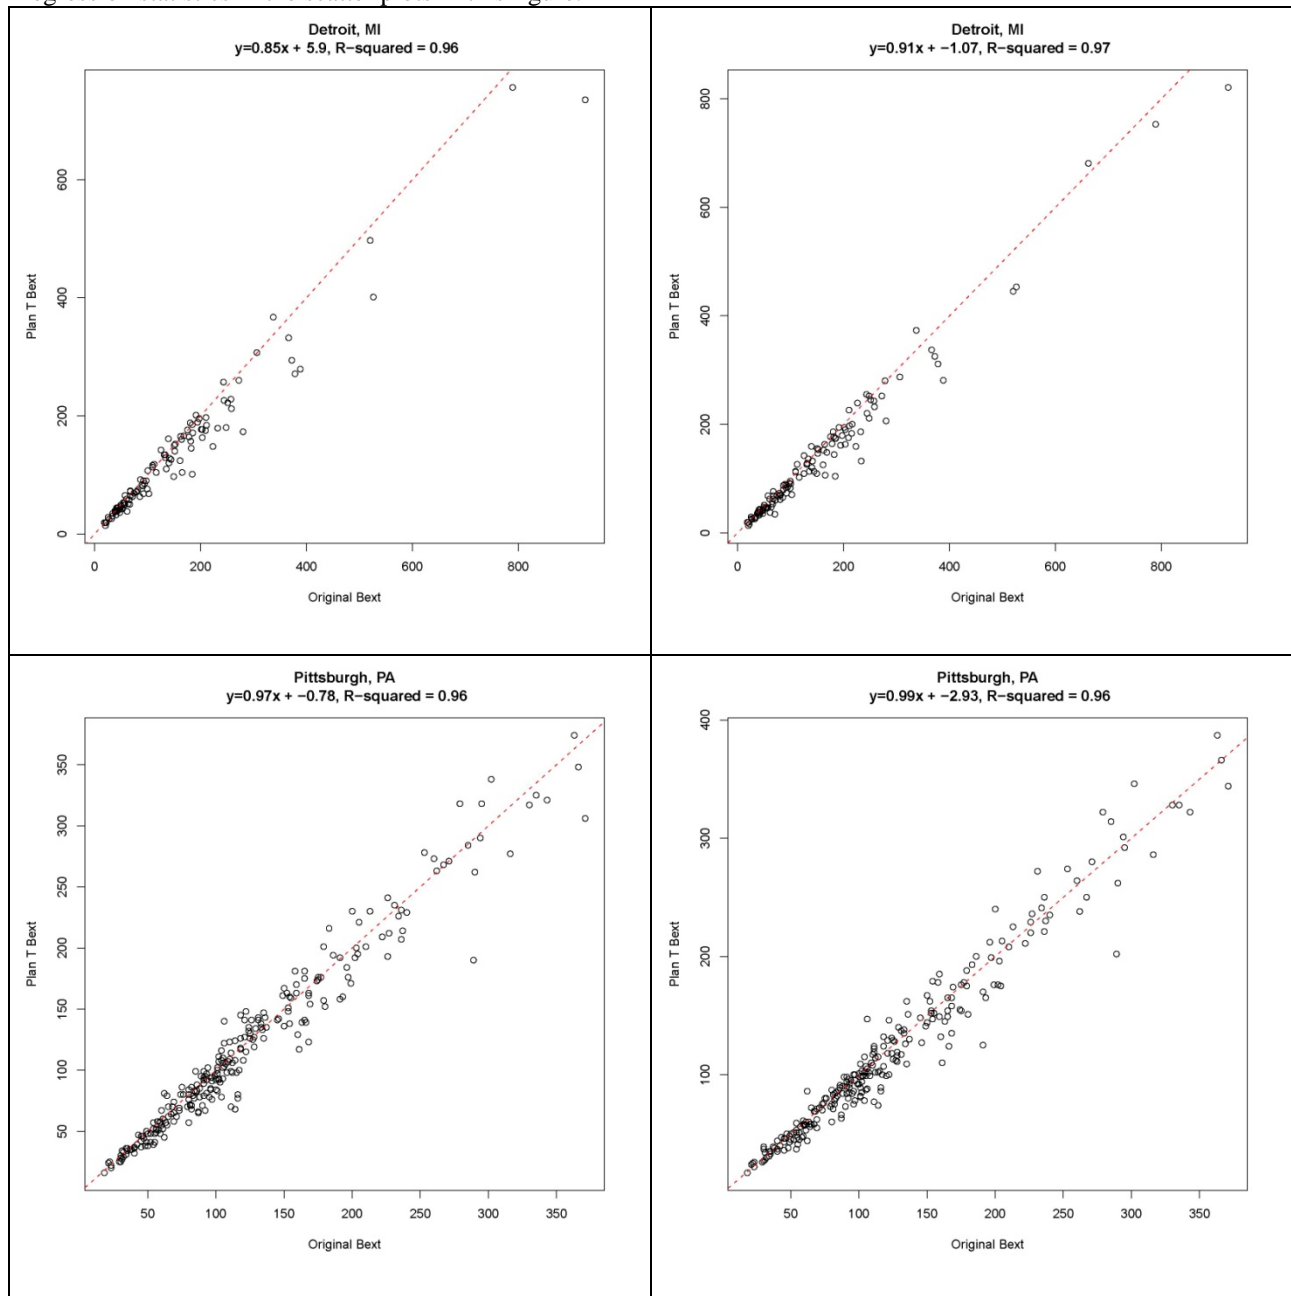 Detroit, MI
y=0.85x + 5.9, R−squared = 0.96
Plan T Bext
0
200
400
600
0 200 400 600 800
Original Bext
Detroit, MI
y=0.91x + −1.07, R−squared = 0.97
Plan T Bext
0
200
400
600
800
0 200 400 600 800
Original Bext
Pittsburgh, PA
y=0.97x + −0.78, R−squared = 0.96
Plan T Bext
50
100
150
200
250
300
350
50 100 150 200 250 300 350
Original Bext
Pittsburgh, PA
y=0.99x + −2.93, R−squared = 0.96
Plan T Bext
100
200
300
400
50 100 150 200 250 300 350
Original Bext